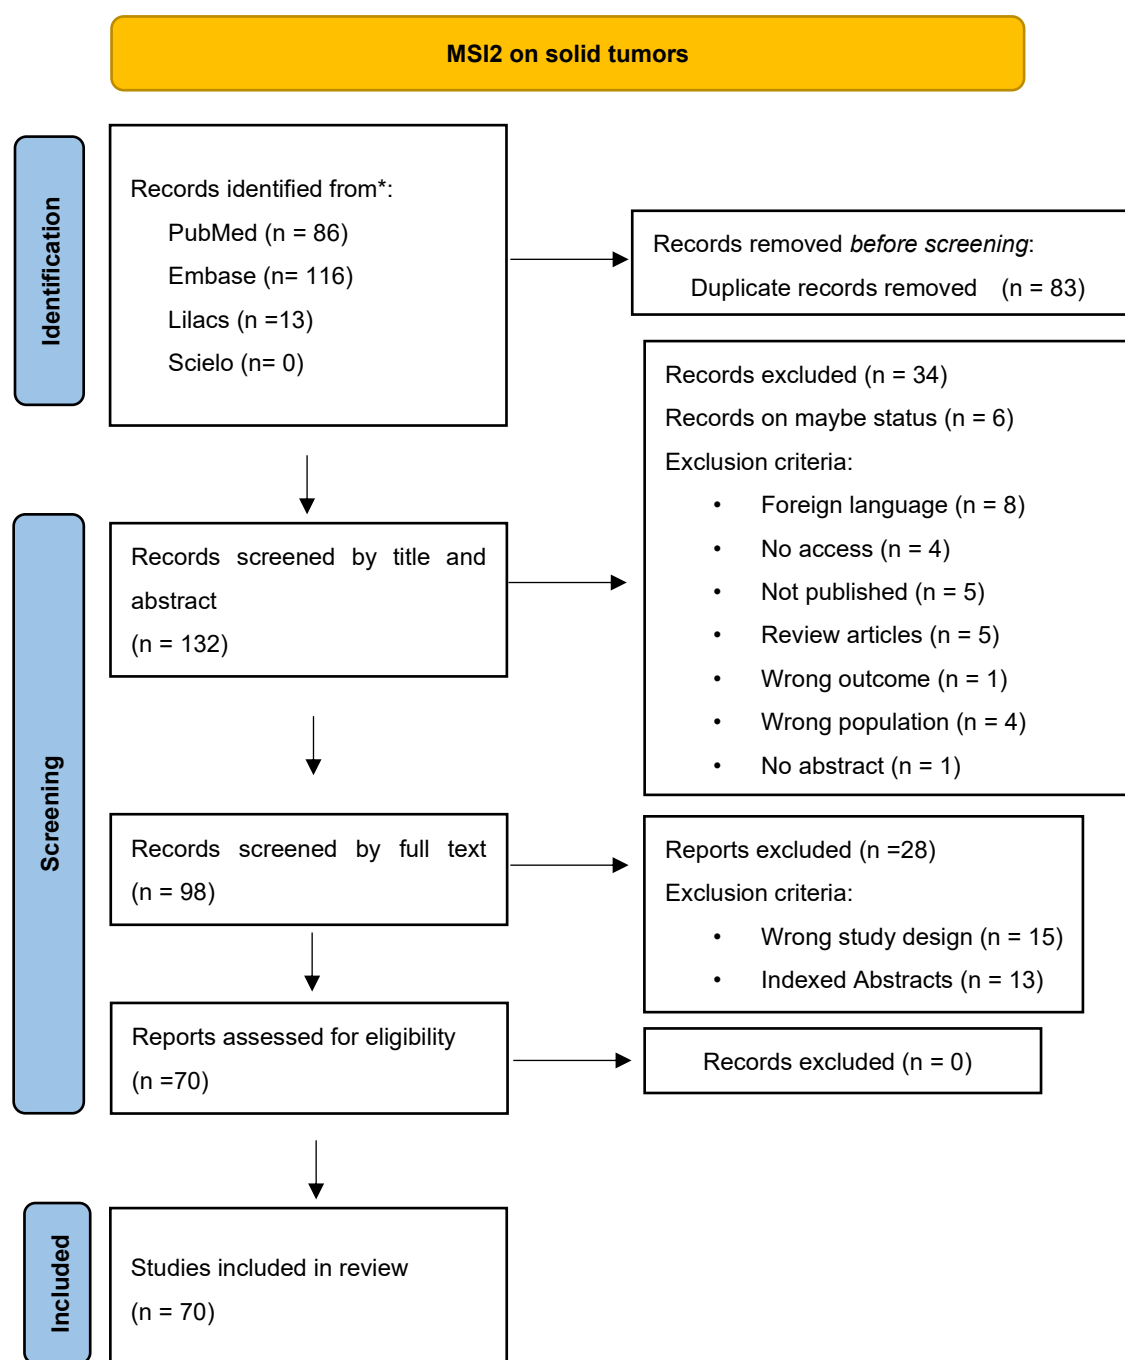 MSI2 on solid tumors
Identification
Records identified from*:
PubMed (n = 86)
Embase (n= 116)
Lilacs (n =13)
Scielo (n= 0)
Records removed before screening:
Duplicate records removed (n = 83)
Screening
Records screened by title and
abstract
(n = 132)
Records excluded (n = 34)
Records on maybe status (n = 6)
Exclusion criteria:
• Foreign language (n = 8)
• No access (n = 4)
• Not published (n = 5)
• Review articles (n = 5)
• Wrong outcome (n = 1)
• Wrong population (n = 4)
• No abstract (n = 1)
Records screened by full text
(n = 98)
Reports excluded (n =28)
Exclusion criteria:
• Wrong study design (n = 15)
• Indexed Abstracts (n = 13)
Reports assessed for eligibility
(n =70)
Records excluded (n = 0)
Included
Studies included in review
(n = 70)